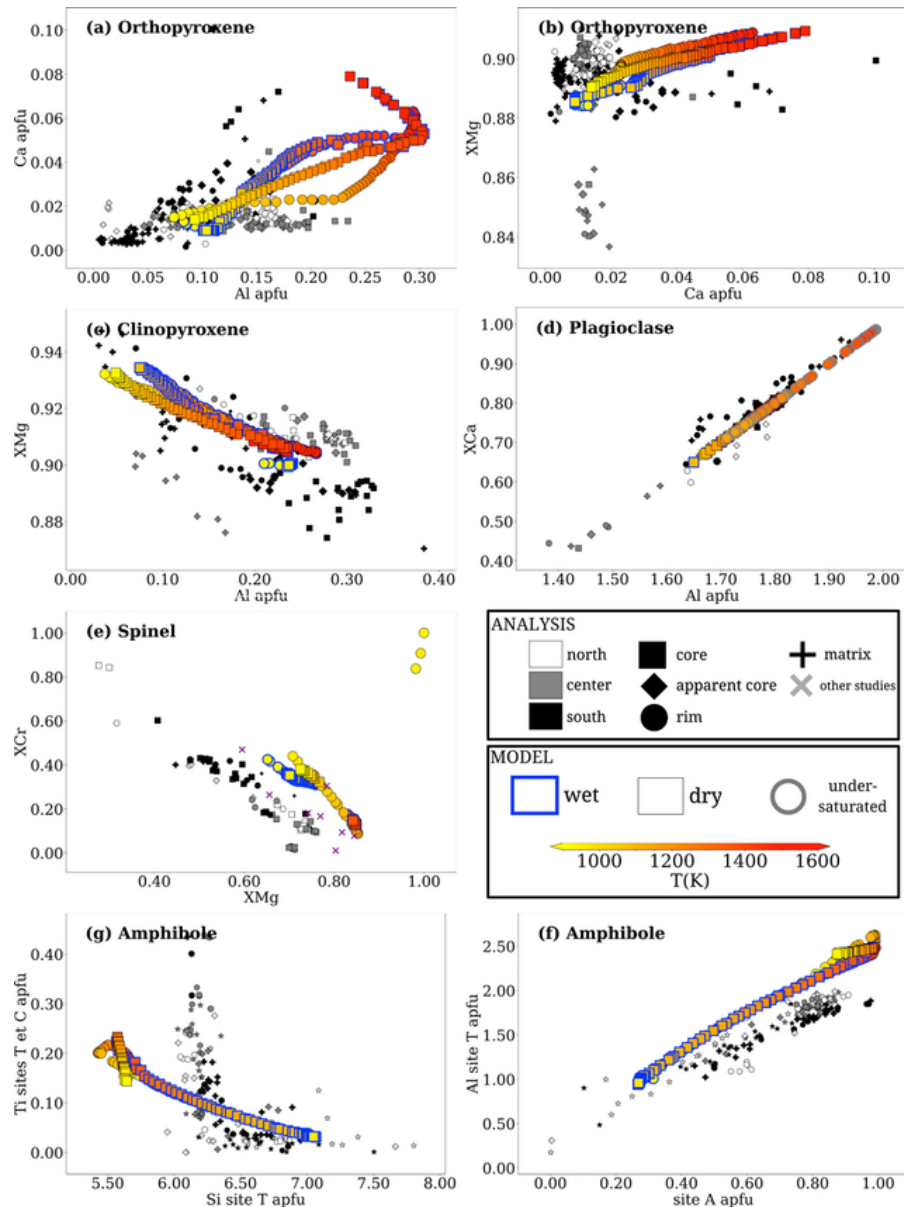 (a) Orthopyroxene
0.10
0.08
0.06
0.04
0.02
0.00
Ca apfu
0.00 0.05 0.10 0.15 0.20 0.25 0.30
Al apfu
(b) Orthopyroxene
0.90
0.88
0.86
0.84
XMg
0.00 0.02 0.04 0.06 0.08 0.10
Ca apfu
(c) Clinopyroxene
0.94
0.92
0.90
0.88
XMg
0.00 0.10 0.20 0.30 0.40
Al apfu
(d) Plagioclase
1.00
0.90
0.80
0.70
0.60
0.50
0.40
XCa
1.40 1.50 1.60 1.70 1.80 1.90 2.00
Al apfu
(e) Spinel
1.00
0.80
0.60
0.40
0.20
0.00
XCr
0.40 0.60 0.80 1.00
XMg
ANALYSIS
north core matrix
center apparent core other studies
south rim
MODEL
wet dry under-
saturated
1000 1200 1400 1600
T(K)
(g) Amphibole
0.40
0.30
0.20
0.10
0.00
Ti sites T et C apfu
5.50 6.00 6.50 7.00 7.50 8.00
Si site T apfu
(f) Amphibole
2.50
2.00
1.50
1.00
0.50
0.00
Al site T apfu
0.00 0.20 0.40 0.60 0.80 1.00
site A apfu